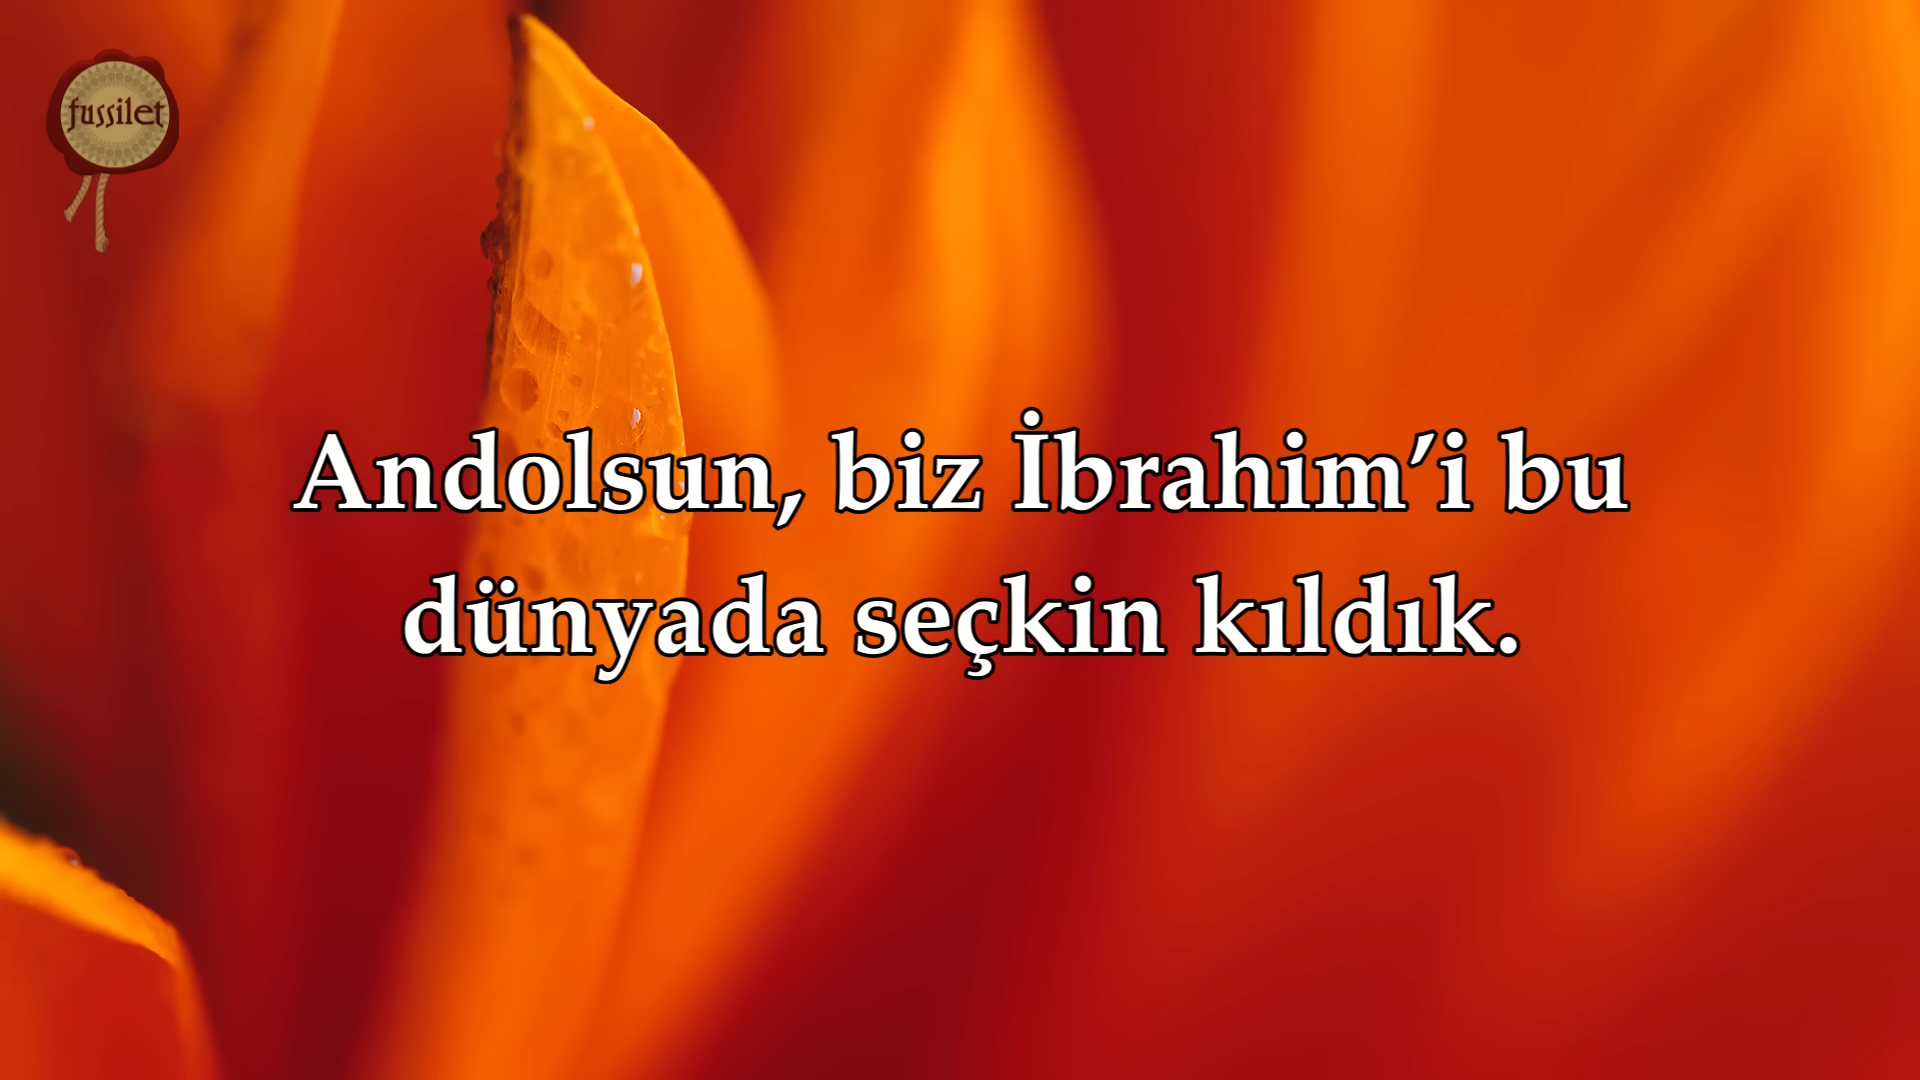 fussilet
Andolsun, biz İbrahim’i bu
dünyada seçkin kıldık.